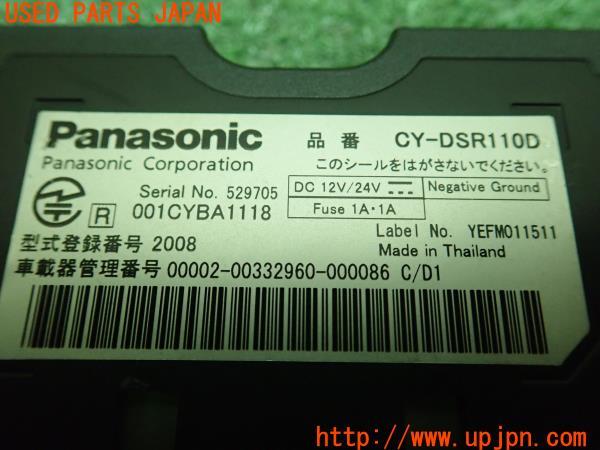 USED PARTS JAPAN
Panasonic 品番 CY-DSR110D
Panasonic Corporation このシールをはがさないでください。
Serial No. 529705 DC 12V/24V Negative Ground
R 001CYBA1118 Fuse 1A・1A
Label No. YEFM011511
型式登録番号 2008 Made in Thailand
車載器管理番号 00002-00332960-000086 C/D1
UPJ
http://www.upjpn.com/